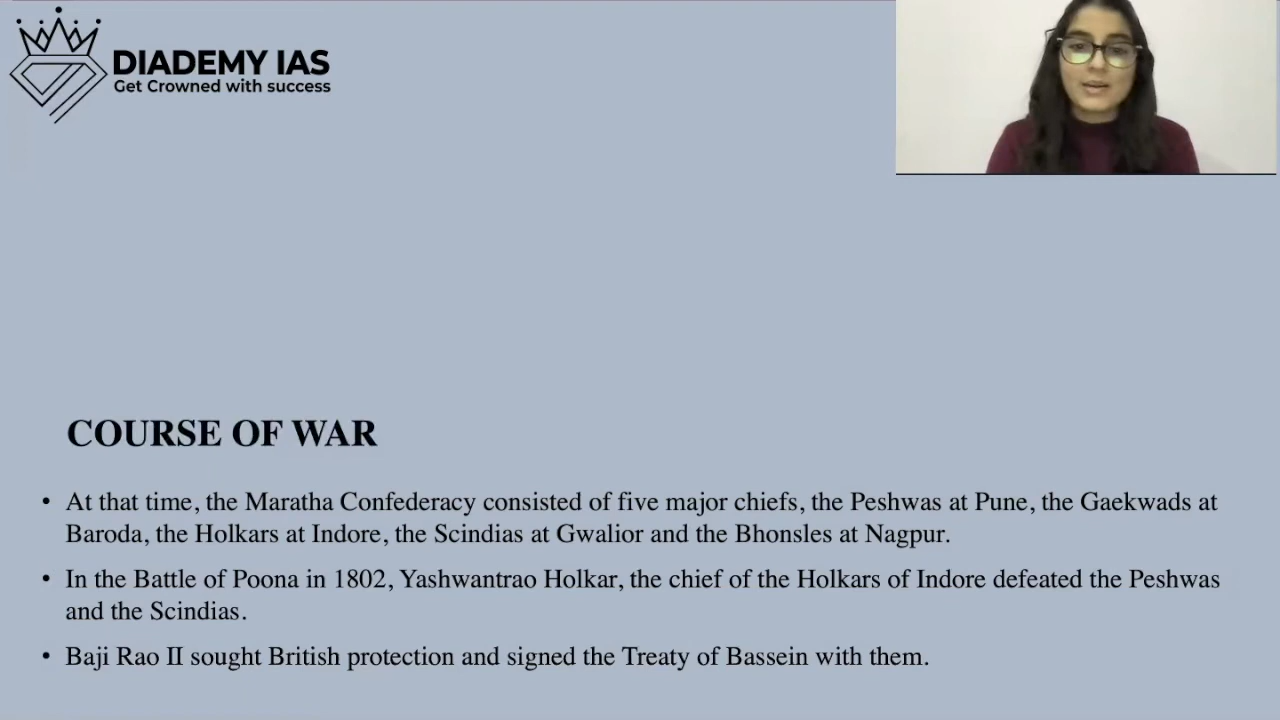 DIADEMY IAS
Get Crowned with success
COURSE OF WAR
• At that time, the Maratha Confederacy consisted of five major chiefs, the Peshwas at Pune, the Gaekwads at
Baroda, the Holkars at Indore, the Scindias at Gwalior and the Bhonsles at Nagpur.
• In the Battle of Poona in 1802, Yashwantrao Holkar, the chief of the Holkars of Indore defeated the Peshwas
and the Scindias.
• Baji Rao II sought British protection and signed the Treaty of Bassein with them.